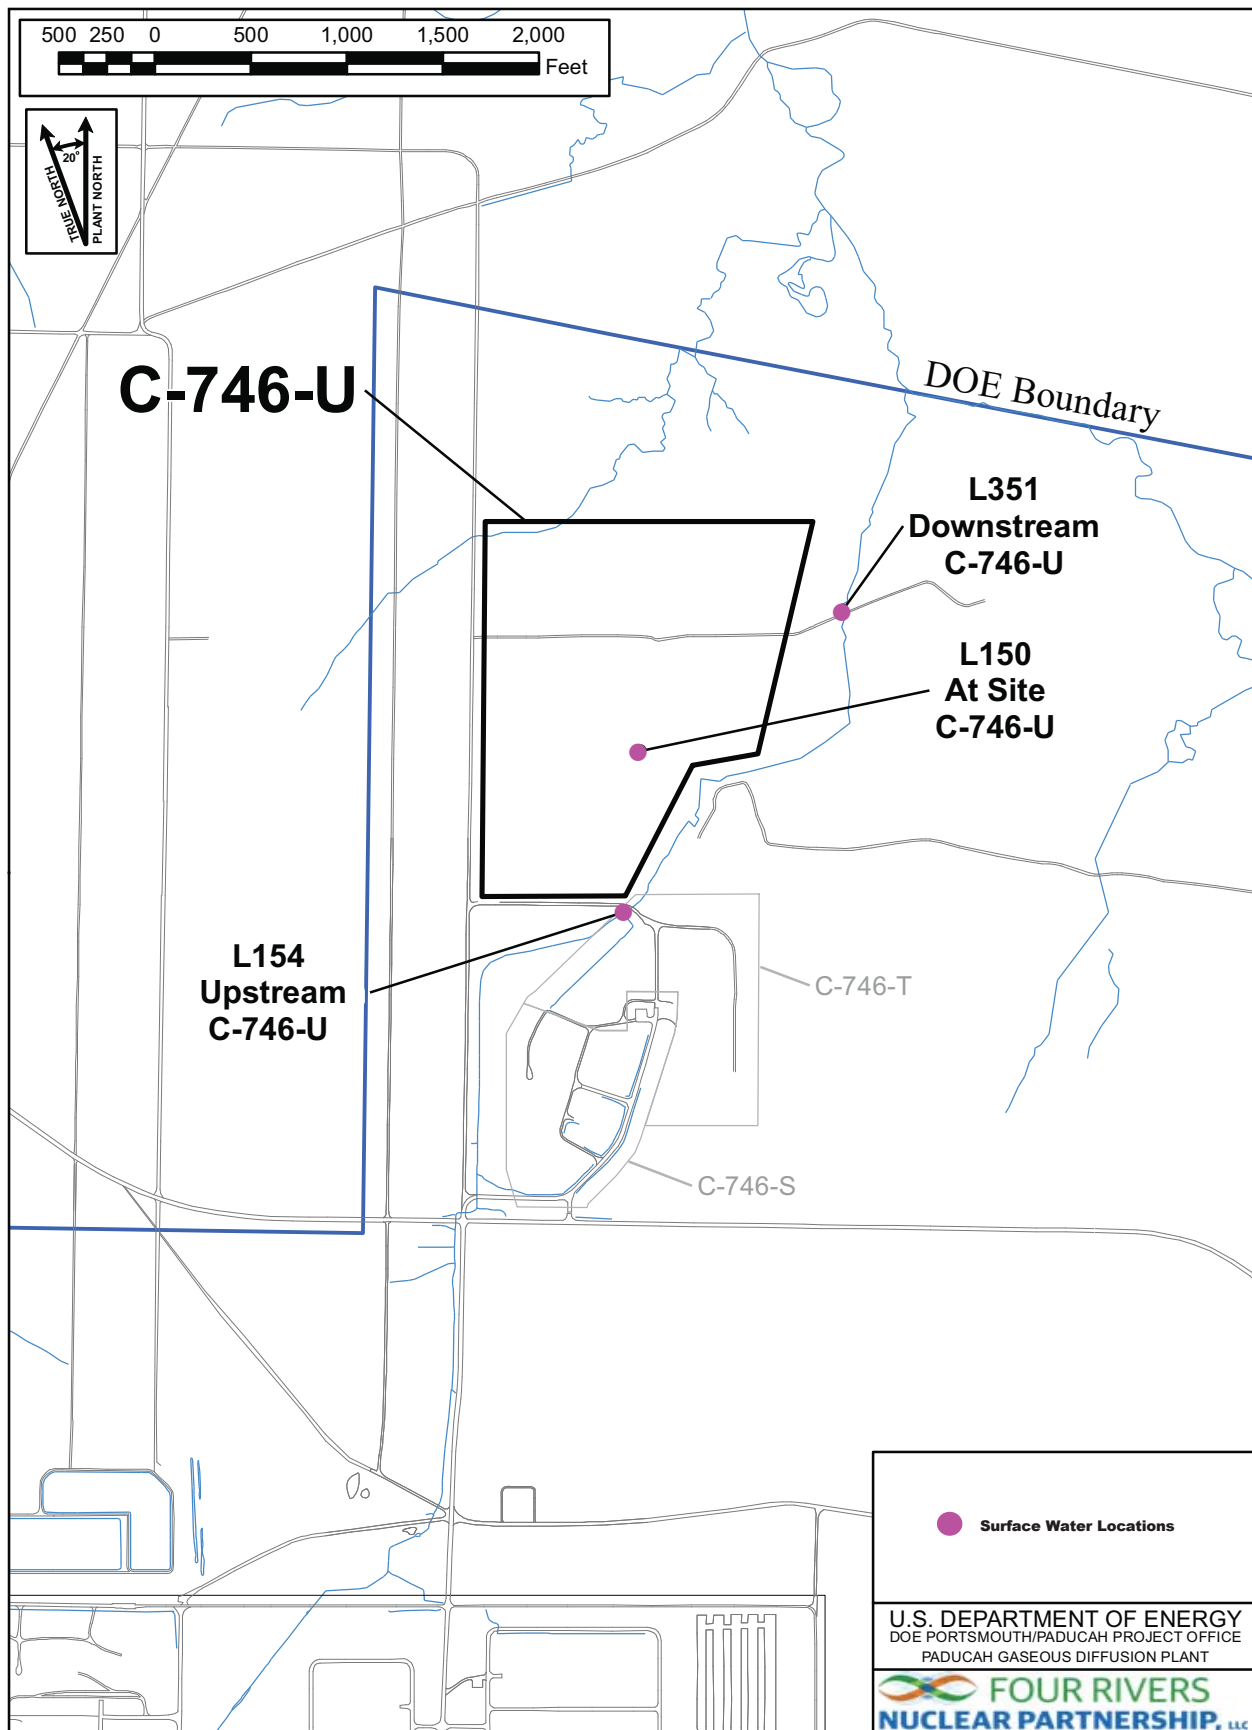 500 250 0 500 1,000 1,500 2,000
Feet
20°
TRUE NORTH
PLANT NORTH
C-746-U
DOE Boundary
L351
Downstream
C-746-U
L150
At Site
C-746-U
L154
Upstream
C-746-U
C-746-T
C-746-S
Surface Water Locations
U.S. DEPARTMENT OF ENERGY
DOE PORTSMOUTH/PADUCAH PROJECT OFFICE
PADUCAH GASEOUS DIFFUSION PLANT
FOUR RIVERS
NUCLEAR PARTNERSHIP, LLC